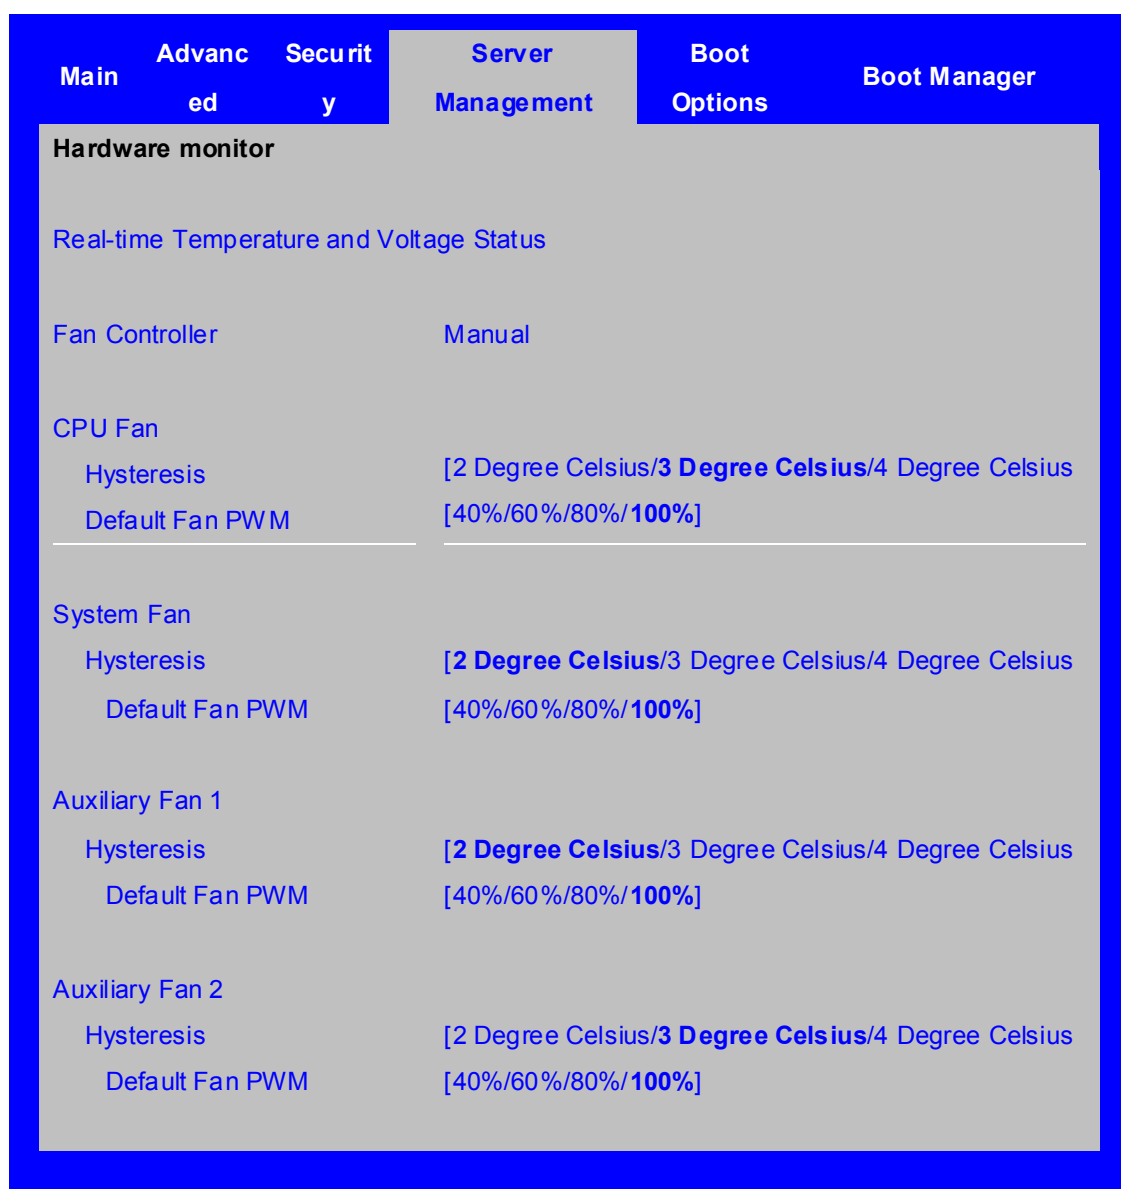 Main
Advanc
ed
Securit
y
Server
Management
Boot
Options
Boot Manager
Hardware monitor
Real-time Temperature and Voltage Status
Fan Controller Manual
CPU Fan
Hysteresis [2 Degree Celsius/3 Degree Celsius/4 Degree Celsius
Default Fan PWM [40%/60%/80%/100%]
System Fan
Hysteresis [2 Degree Celsius/3 Degree Celsius/4 Degree Celsius
Default Fan PWM [40%/60%/80%/100%]
Auxiliary Fan 1
Hysteresis [2 Degree Celsius/3 Degree Celsius/4 Degree Celsius
Default Fan PWM [40%/60%/80%/100%]
Auxiliary Fan 2
Hysteresis [2 Degree Celsius/3 Degree Celsius/4 Degree Celsius
Default Fan PWM [40%/60%/80%/100%]